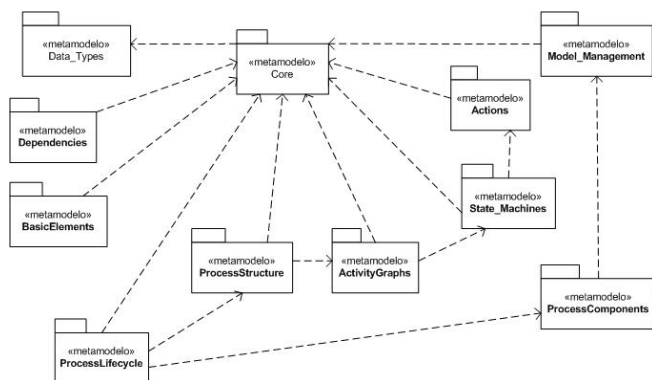 «metamodelo»
Data_Types
«metamodelo»
Core
«metamodelo»
Model_Management
«metamodelo»
Dependencies
«metamodelo»
Actions
«metamodelo»
BasicElements
«metamodelo»
State_Machines
«metamodelo»
ProcessStructure
«metamodelo»
ActivityGraphs
«metamodelo»
ProcessComponents
«metamodelo»
ProcessLifecycle